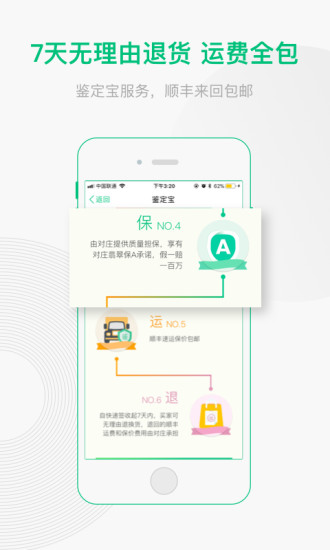 7天无理由退货 运费全包
鉴定宝服务，顺丰来回包邮
中国联通
下午3:20
返回
鉴定宝
保 NO.4
由对庄提供质量担保，享有
对庄翡翠保A承诺，假一赔
一百万
A
运 NO.5
顺丰速运保价包邮
NO.6 退
自快递签收起7天内，买家可
无理由退换货，退回的顺丰
运费和保价费用由对庄承担